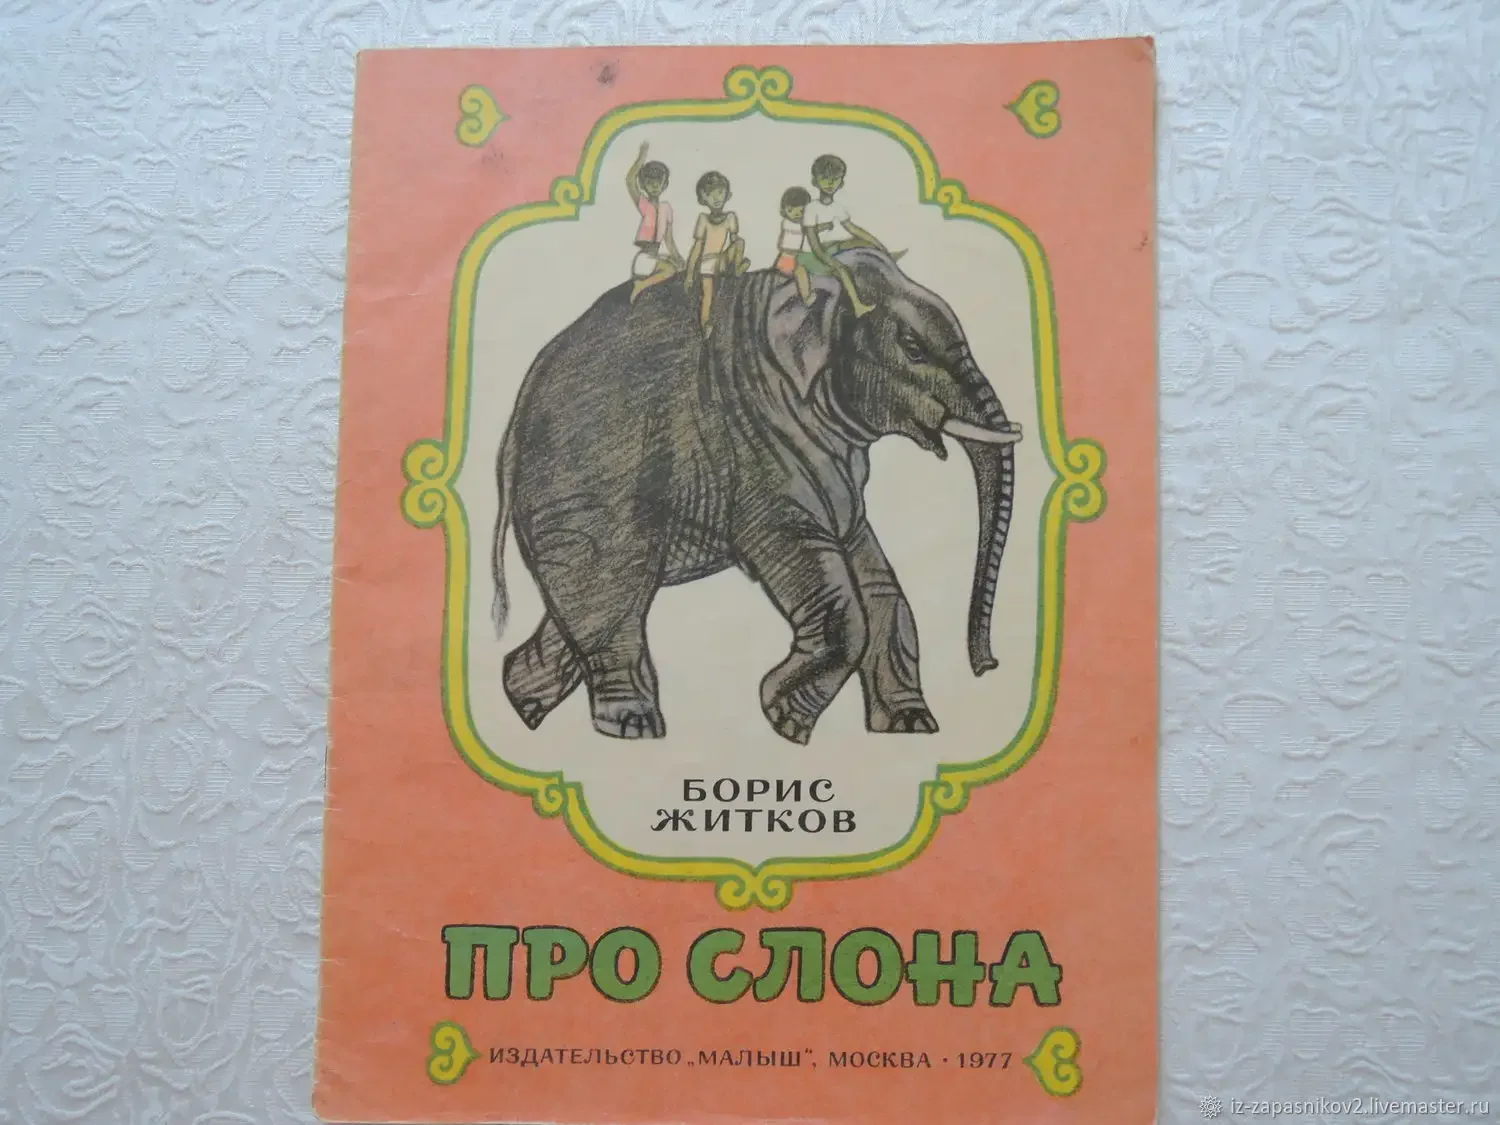 БОРИС
ЖИТКОВ
ПРО СЛОНА
ИЗДАТЕЛЬСТВО „МАЛЫШ", МОСКВА · 1977
iz-zapasnikov2.livemaster.ru